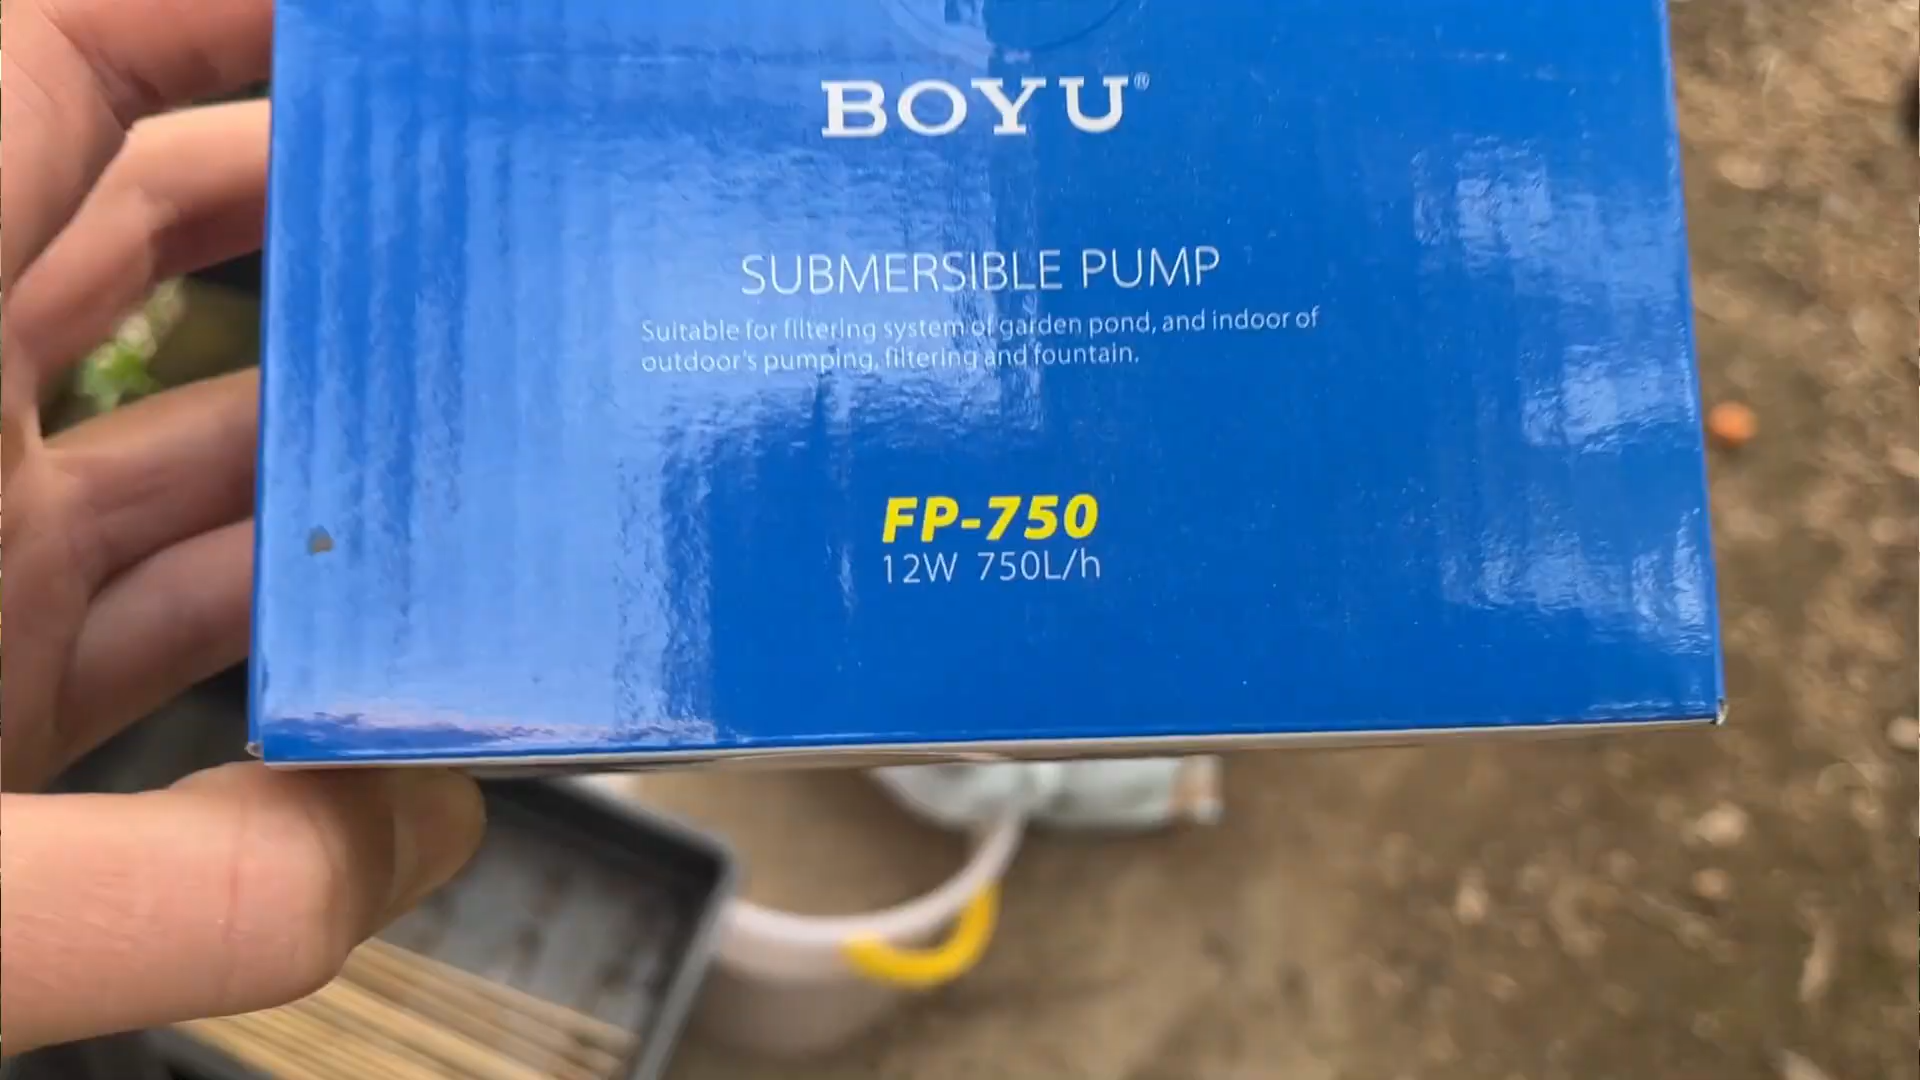 BOYU®
SUBMERSIBLE PUMP
Suitable for filtering system of garden pond, and indoor of
outdoor's pumping, filtering and fountain.
FP-750
12W 750L/h